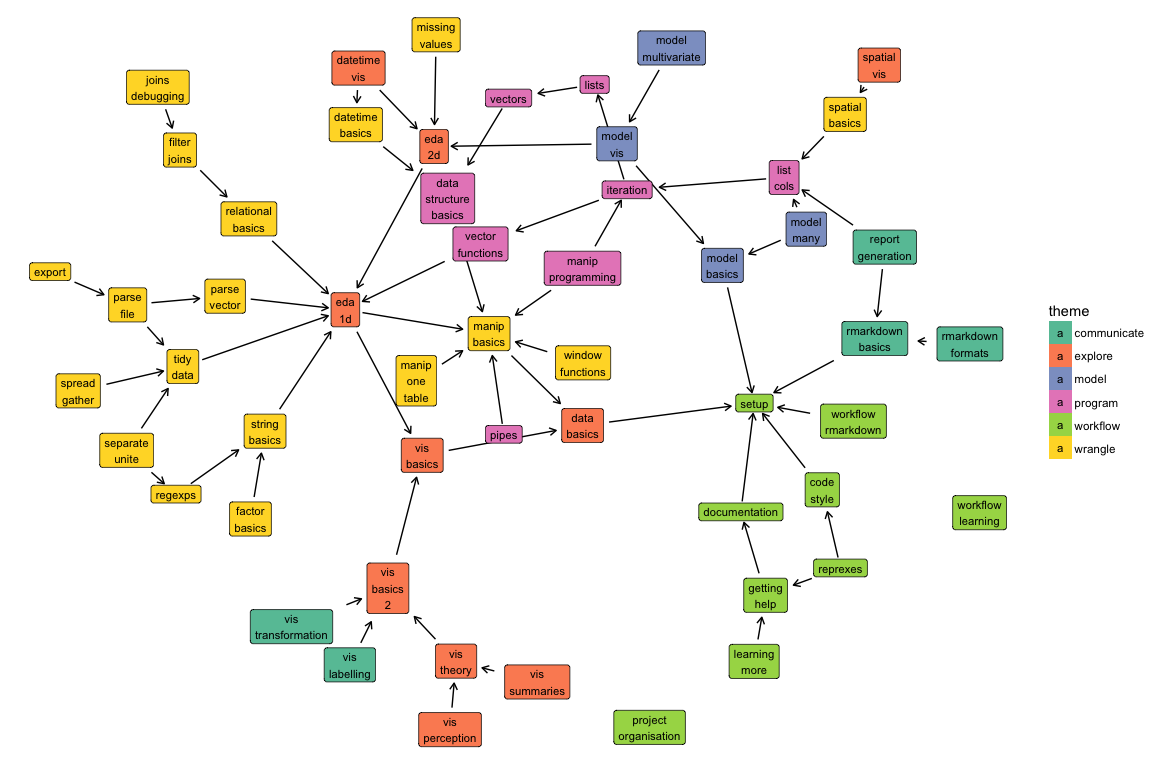 missing
values
model
multivariate
datetime
vis
spatial
vis
joins
debugging
lists
vectors
datetime
basics
spatial
basics
filter
joins
eda
2d
model
vis
data
structure
basics
iteration
list
cols
relational
basics
vector
functions
model
many
report
generation
manip
programming
model
basics
export
parse
file
parse
vector
eda
1d
manip
basics
rmarkdown
basics
rmarkdown
formats
tidy
data
manip
one
table
window
functions
spread
gather
setup
workflow
rmarkdown
string
basics
data
basics
pipes
separate
unite
vis
basics
regexps
code
style
factor
basics
documentation
workflow
learning
vis
basics
2
reprexes
getting
help
vis
transformation
vis
labelling
vis
theory
learning
more
vis
summaries
vis
perception
project
organisation
theme
a communicate
a explore
a model
a program
a workflow
a wrangle